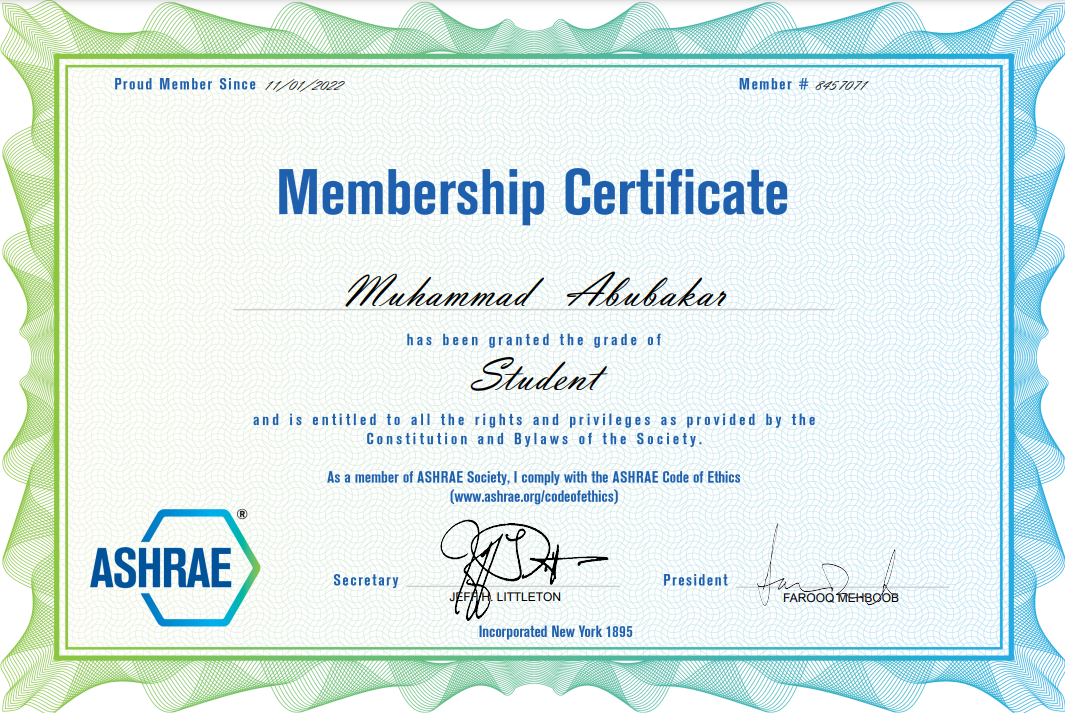 Proud Member Since 11/01/2022
Member # 8457071
Membership Certificate
Muhammad Abubakar
has been granted the grade of
Student
and is entitled to all the rights and privileges as provided by the
Constitution and Bylaws of the Society.
As a member of ASHRAE Society, I comply with the ASHRAE Code of Ethics
(www.ashrae.org/codeofethics)
ASHRAE®
Secretary
JEFF H. LITTLETON
President
FAROOQ MEHBOOB
Incorporated New York 1895